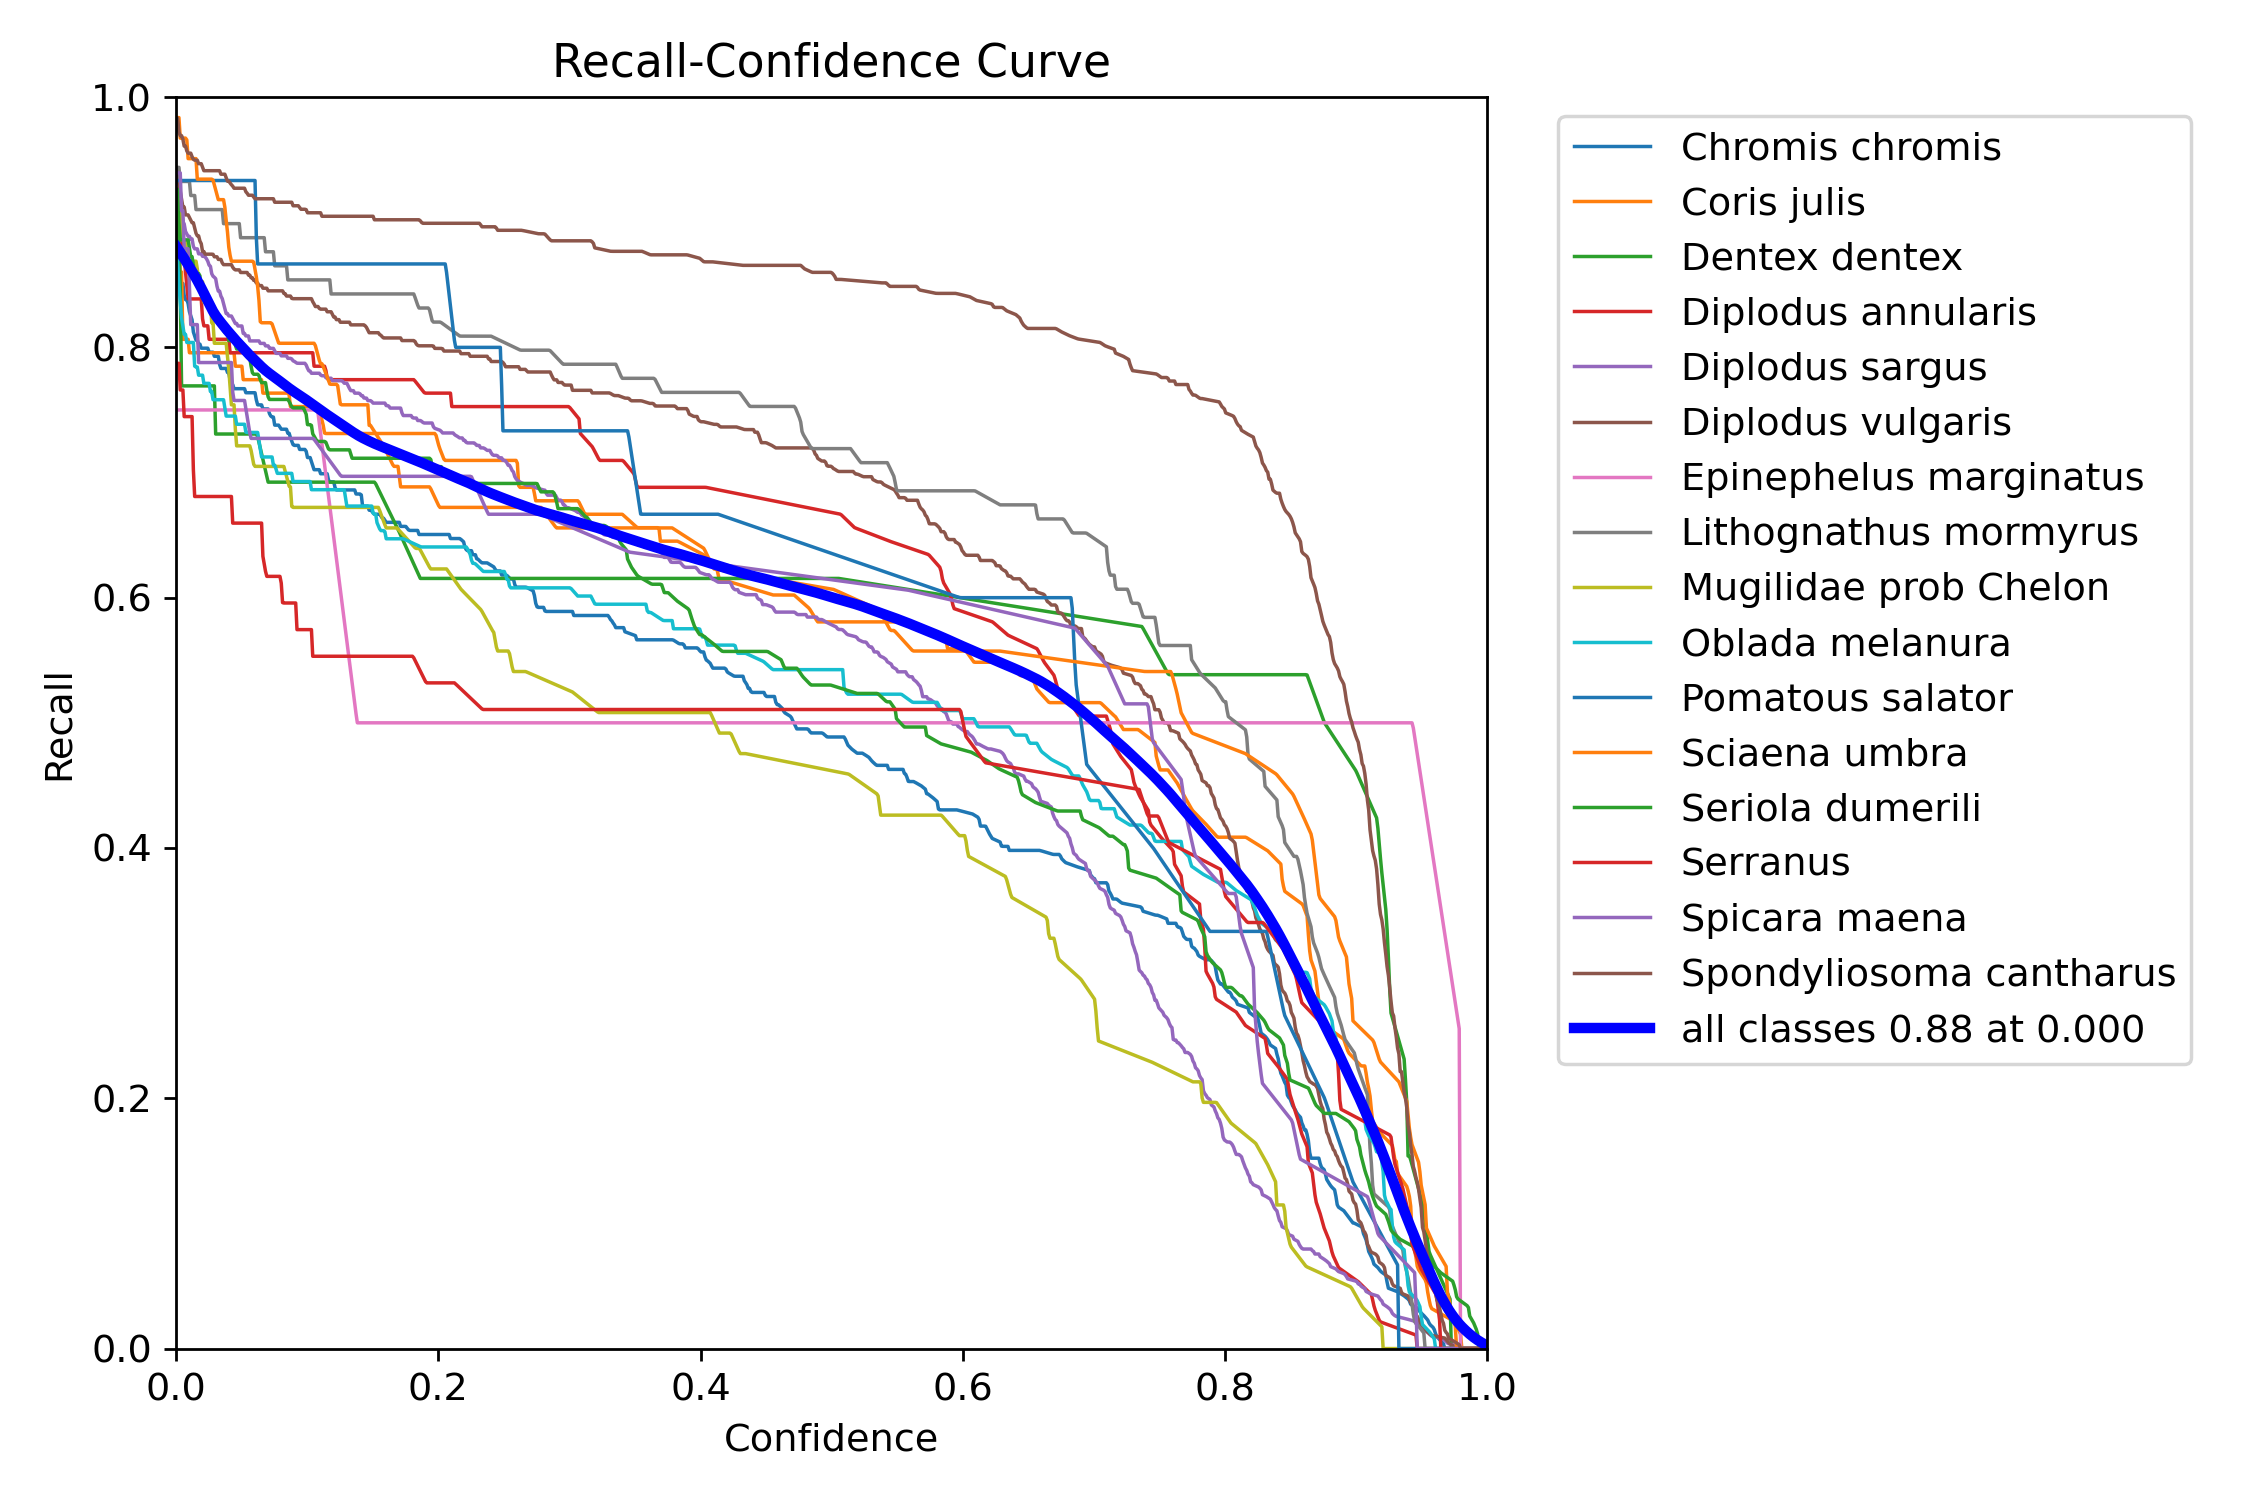 Recall-Confidence Curve
1.0
0.8
0.6
0.4
0.2
0.0
Recall
0.0 0.2 0.4 0.6 0.8 1.0
Confidence
Chromis chromis
Coris julis
Dentex dentex
Diplodus annularis
Diplodus sargus
Diplodus vulgaris
Epinephelus marginatus
Lithognathus mormyrus
Mugilidae prob Chelon
Oblada melanura
Pomatous salator
Sciaena umbra
Seriola dumerili
Serranus
Spicara maena
Spondyliosoma cantharus
all classes 0.88 at 0.000